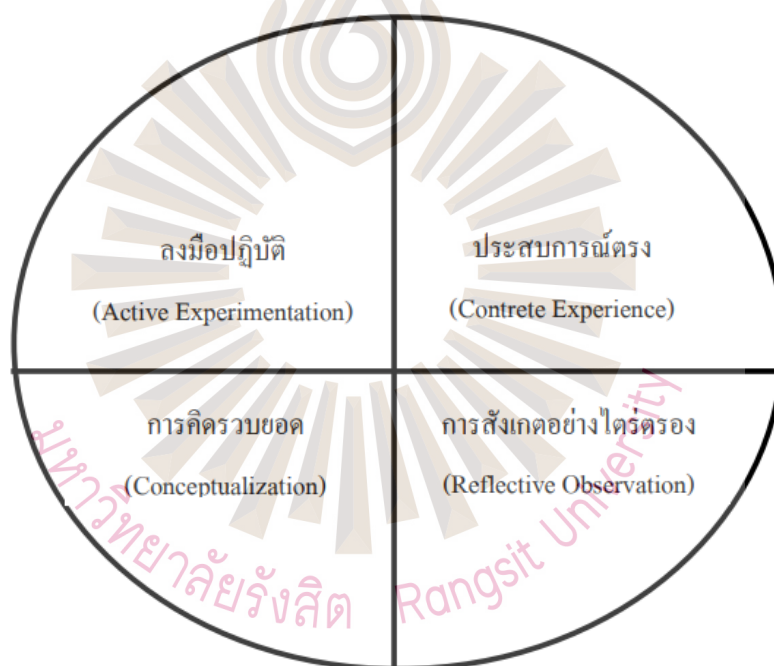 ลงมือปฏิบัติ
(Active Experimentation)
ประสบการณ์ตรง
(Contrete Experience)
การคิดรวบยอด
(Conceptualization)
การสังเกตอย่างไตร่ตรอง
(Reflective Observation)
มหาวิทยาลัยรังสิต Rangsit University